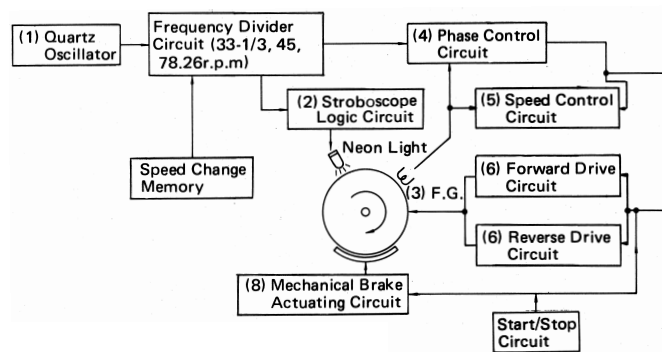 (1) Quartz
Oscillator
Frequency Divider
Circuit (33-1/3, 45,
78.26r.p.m)
(4) Phase Control
Circuit
(2) Stroboscope
Logic Circuit
(5) Speed Control
Circuit
Neon Light
Speed Change
Memory
(3) F.G.
(6) Forward Drive
Circuit
(6) Reverse Drive
Circuit
(8) Mechanical Brake
Actuating Circuit
Start/Stop
Circuit